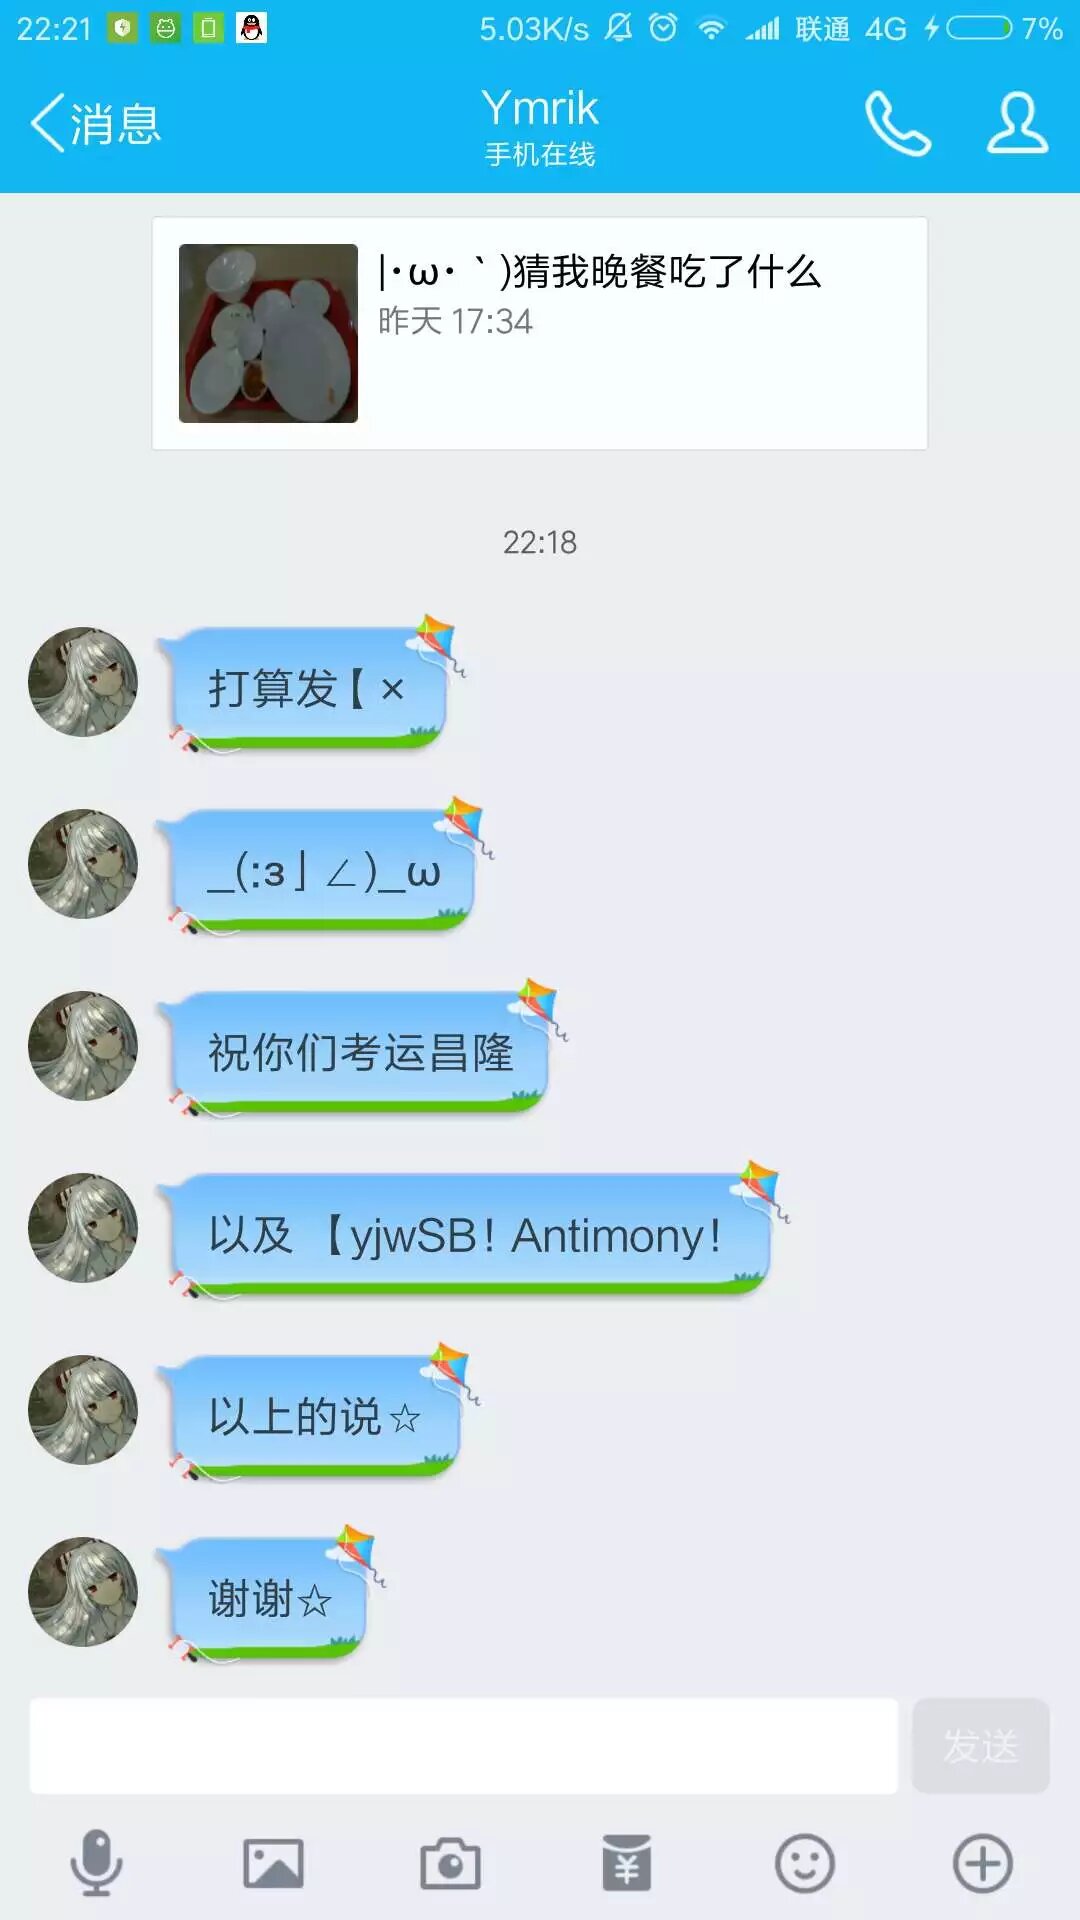 22:21 5.03K/s 联通 4G 7%
消息
Ymrik
手机在线
|･ω･｀)猜我晚餐吃了什么
昨天 17:34
22:18
打算发【×
_(:з」∠)_ω
祝你们考运昌隆
以及 【yjwSB！Antimony！
以上的说☆
谢谢☆
发送